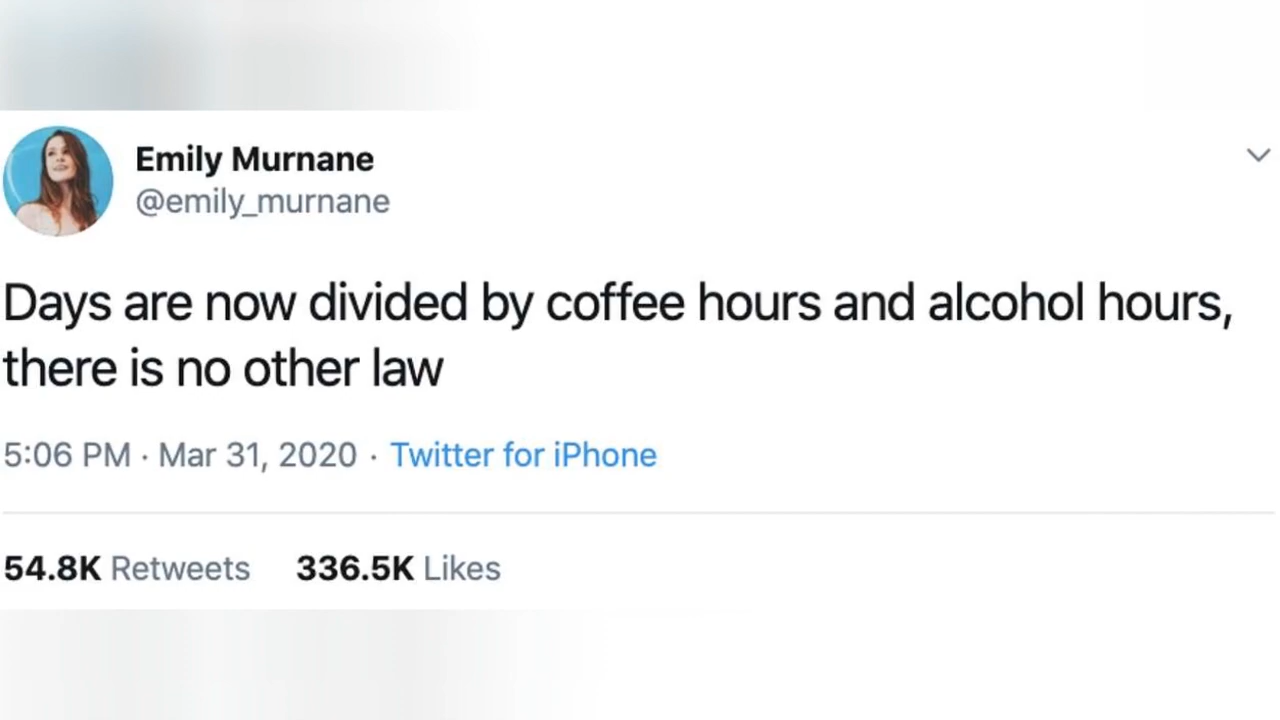 Emily Murnane
@emily_murnane
Days are now divided by coffee hours and alcohol hours,
there is no other law
5:06 PM · Mar 31, 2020 · Twitter for iPhone
54.8K Retweets 336.5K Likes